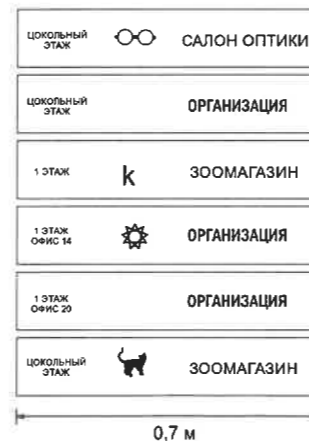 ЦОКОЛЬНЫЙ
ЭТАЖ
САЛОН ОПТИКИ
ЦОКОЛЬНЫЙ
ЭТАЖ
ОРГАНИЗАЦИЯ
1 ЭТАЖ
k
ЗООМАГАЗИН
1 ЭТАЖ
ОФИС 14
ОРГАНИЗАЦИЯ
1 ЭТАЖ
ОФИС 20
ОРГАНИЗАЦИЯ
ЦОКОЛЬНЫЙ
ЭТАЖ
ЗООМАГАЗИН
0,7 м